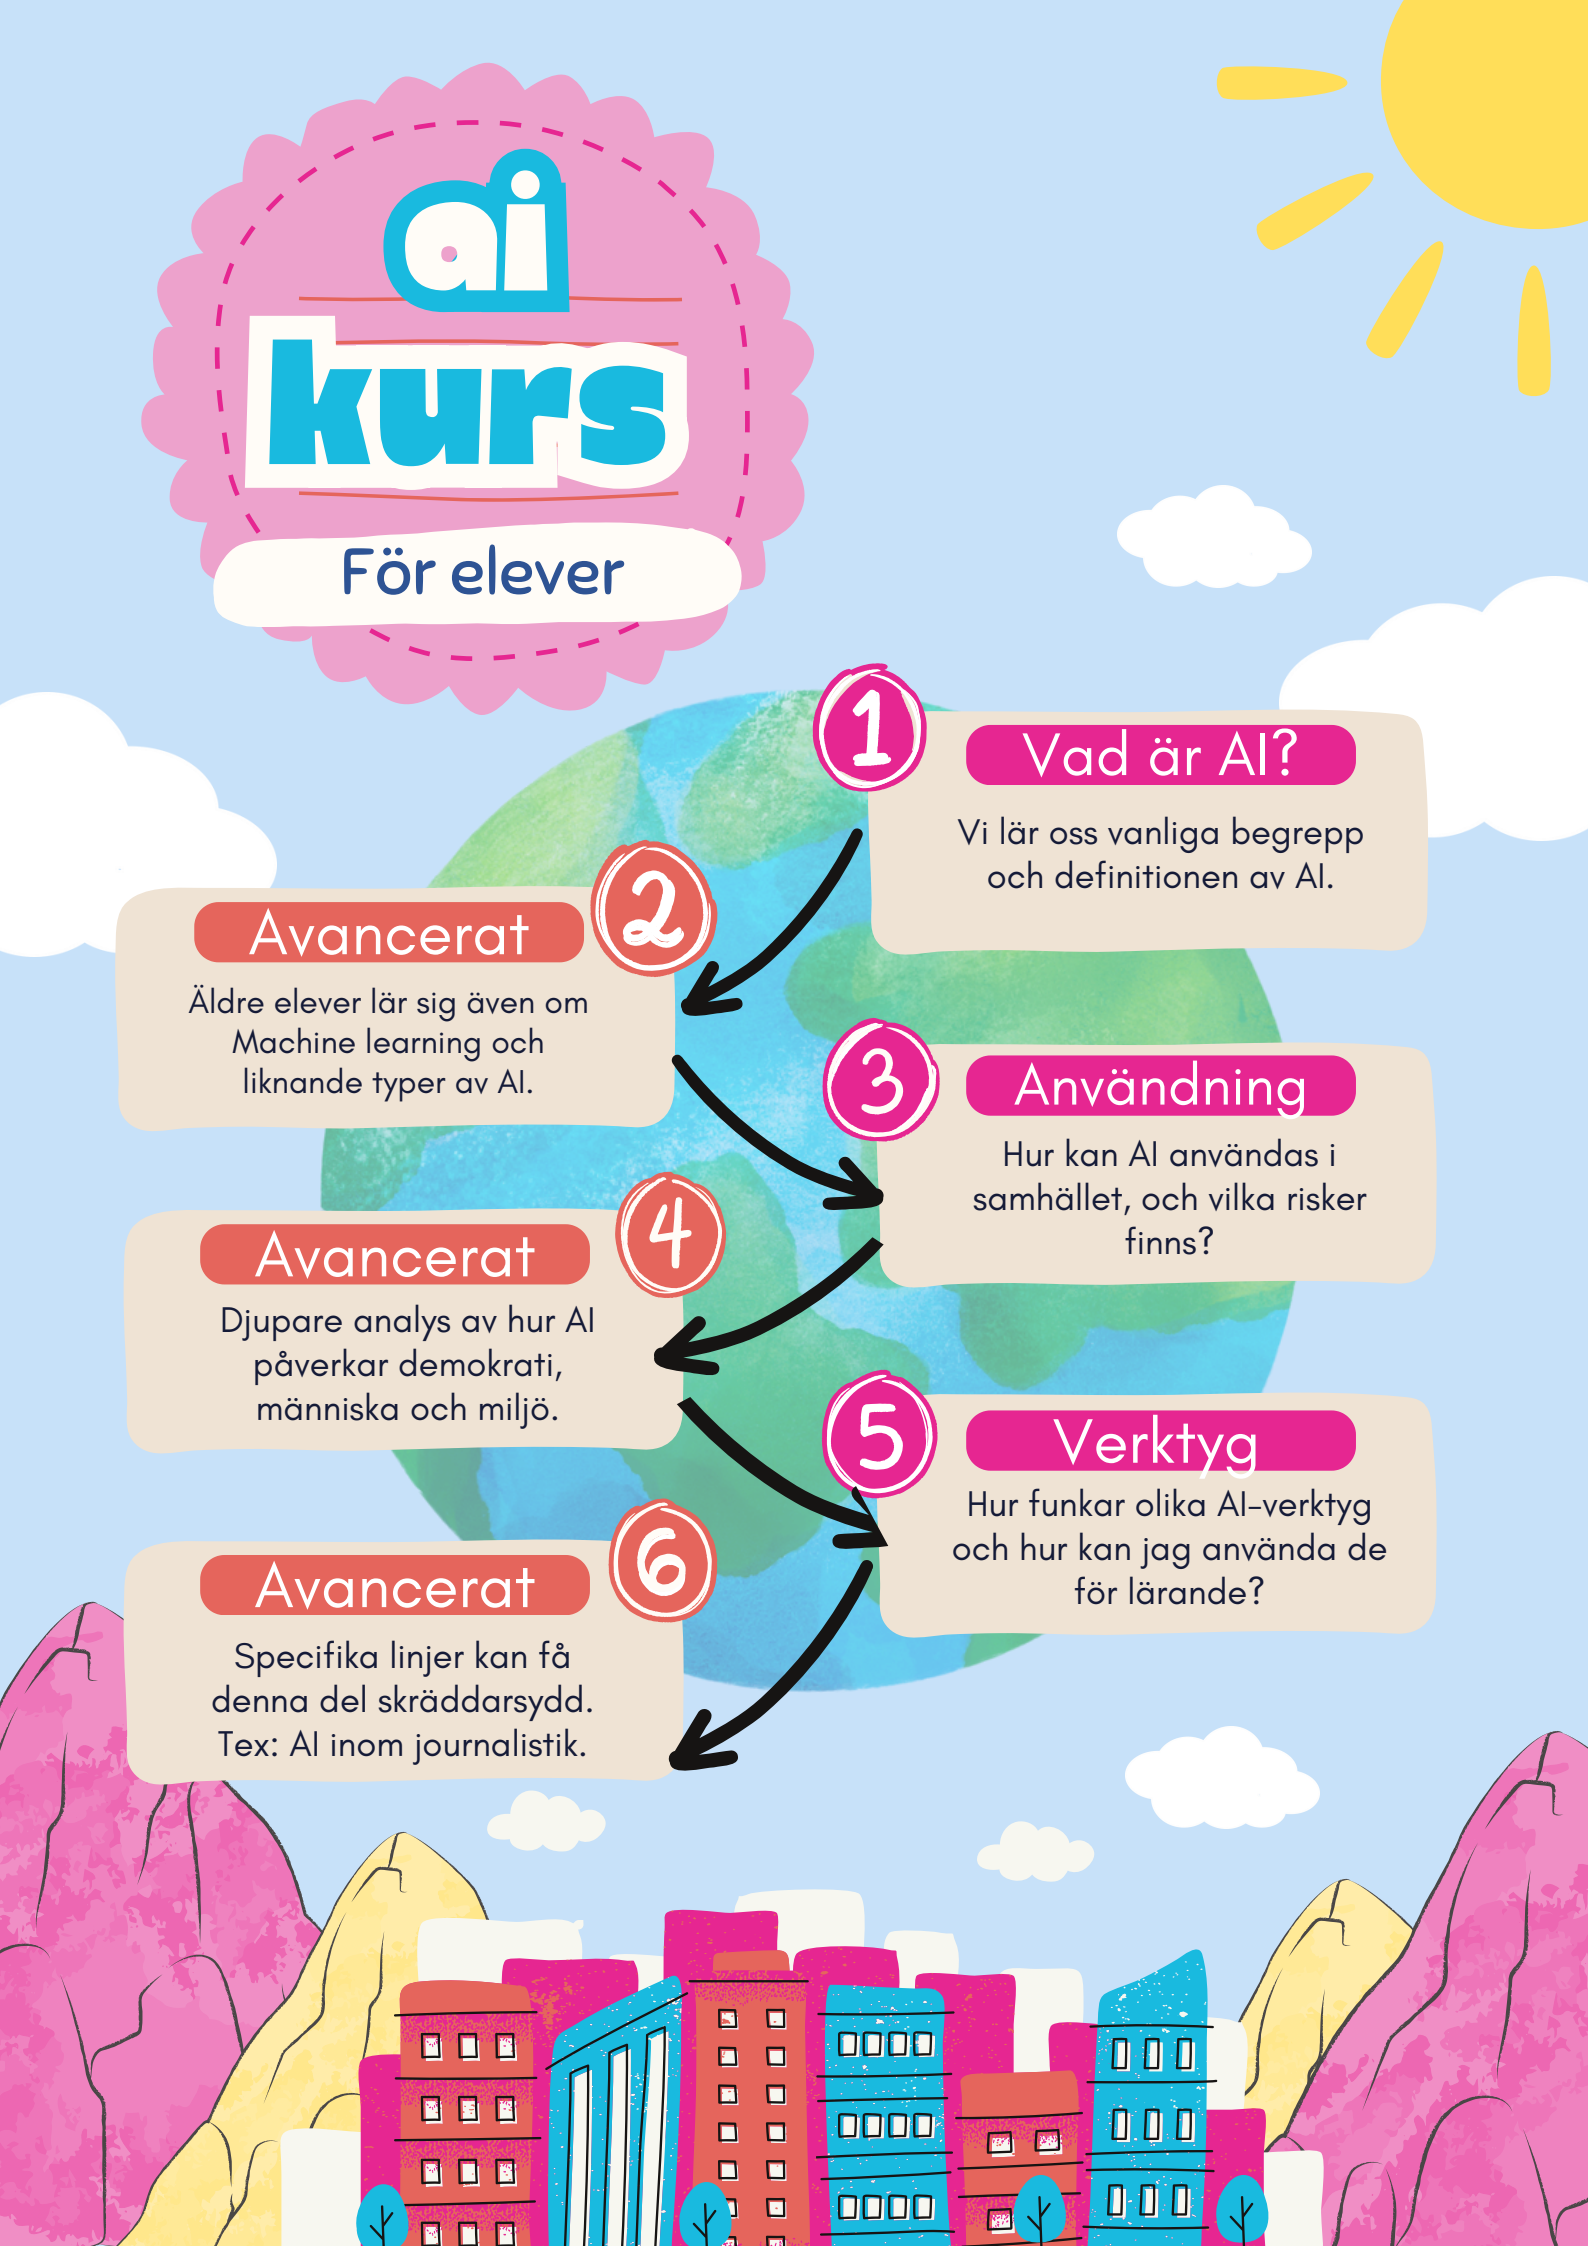 ai
kurs
För elever
1
Vad är AI?
Vi lär oss vanliga begrepp
och definitionen av AI.
2
Avancerat
Äldre elever lär sig även om
Machine learning och
liknande typer av AI.
3
Användning
Hur kan AI användas i
samhället, och vilka risker
finns?
4
Avancerat
Djupare analys av hur AI
påverkar demokrati,
människa och miljö.
5
Verktyg
Hur funkar olika AI-verktyg
och hur kan jag använda de
för lärande?
6
Avancerat
Specifika linjer kan få
denna del skräddarsydd.
Tex: AI inom journalistik.